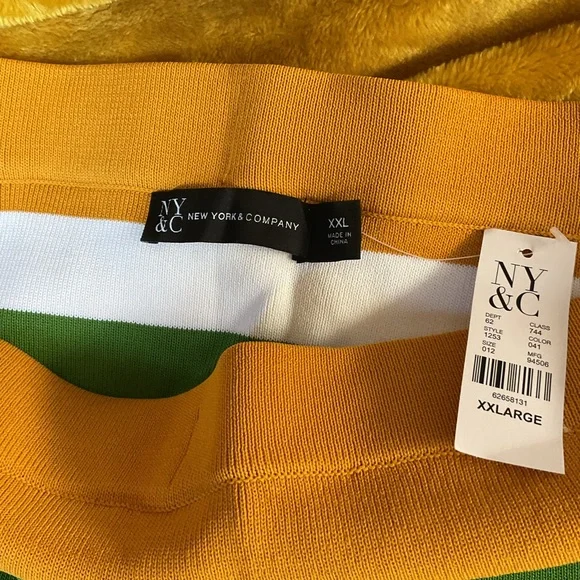 NY
&C
NEW YORK & COMPANY
XXL
MADE IN
CHINA
NY
&C
DEPT
62
CLASS
744
STYLE
1253
COLOR
041
SIZE
012
MFG
94506
62658131
XXLARGE